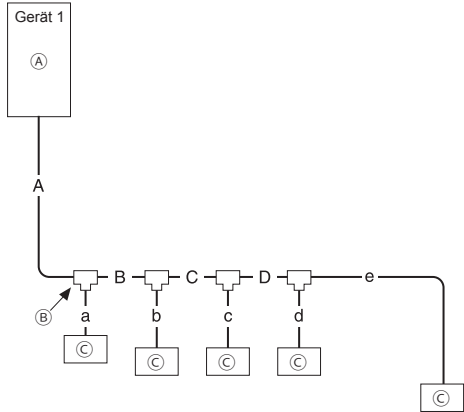 Gerät 1
Ⓐ
A
B C D e
Ⓑ a b c d
Ⓒ Ⓒ Ⓒ Ⓒ
Ⓒ